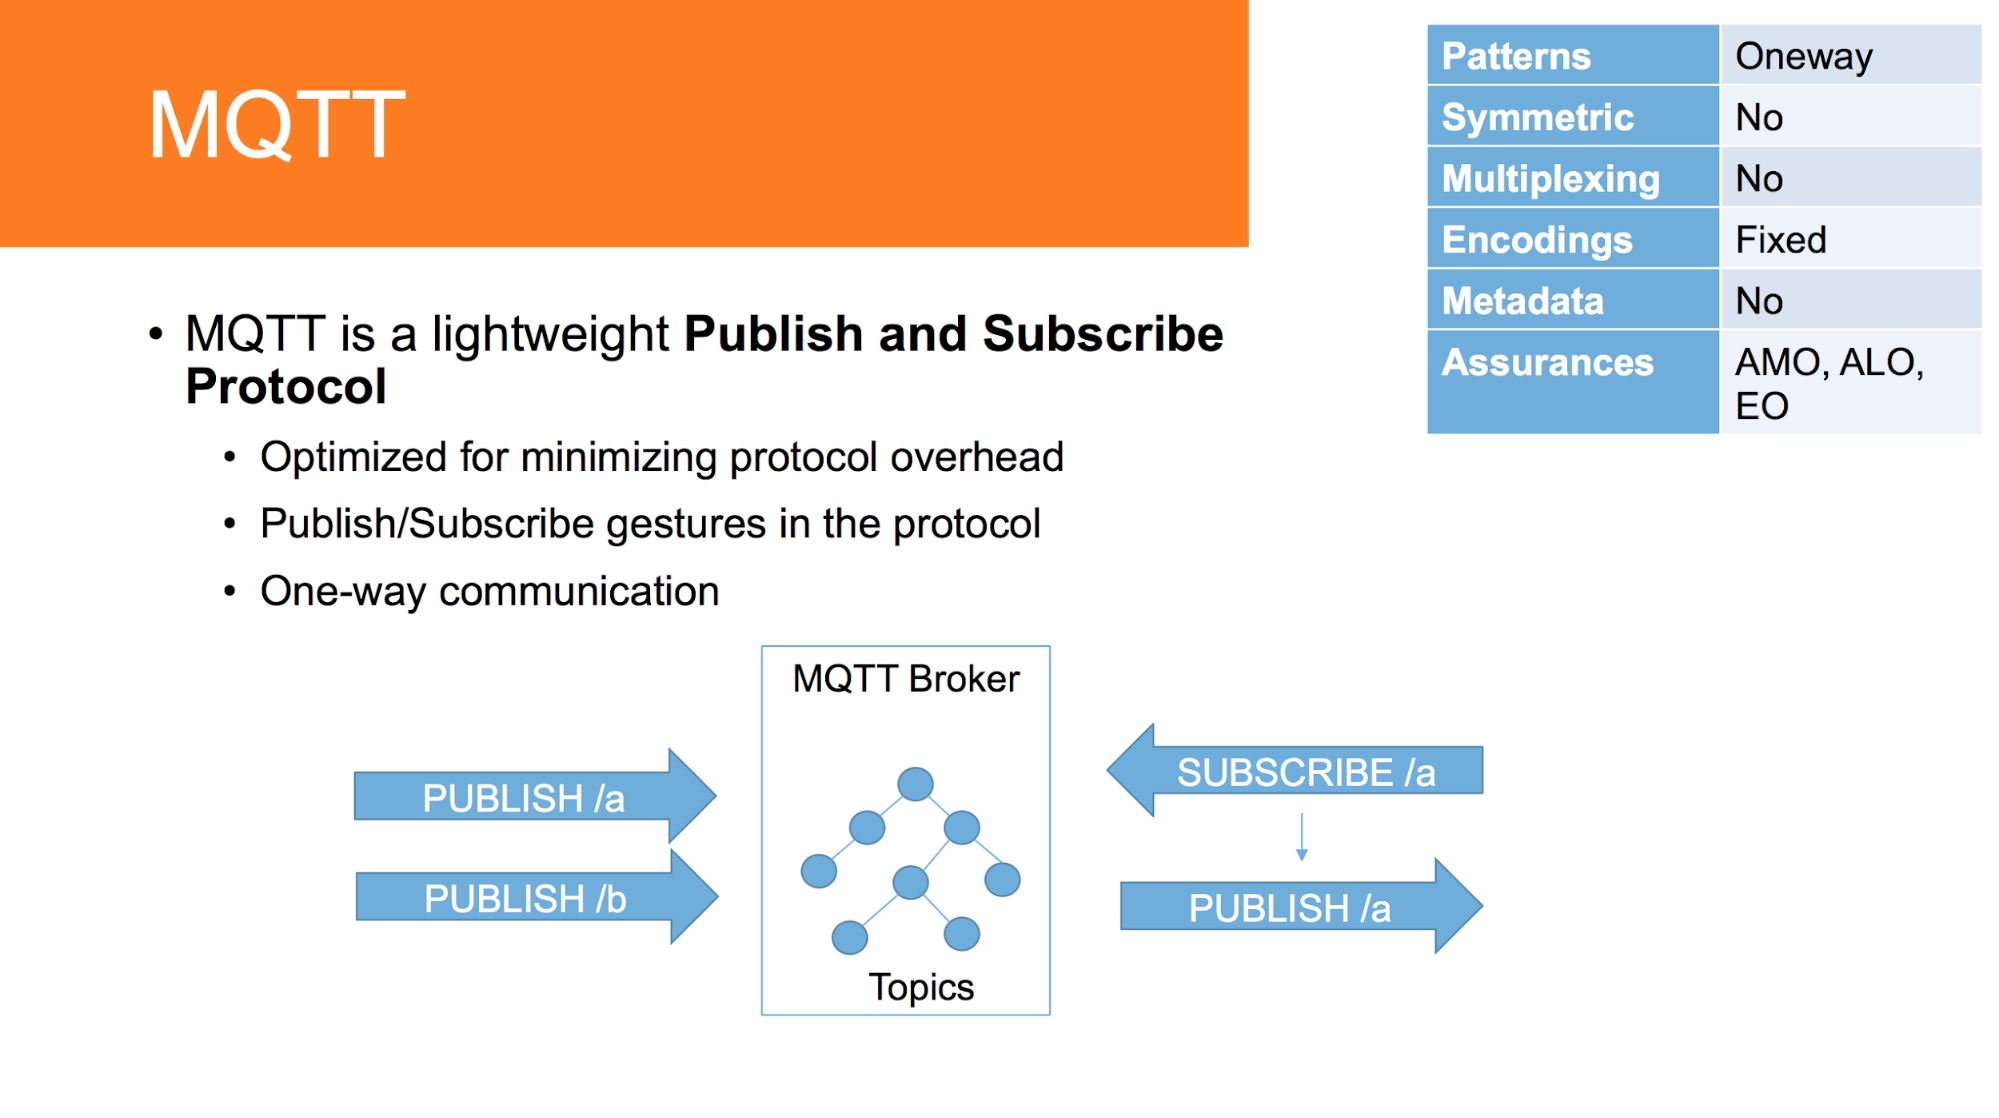 MQTT
• MQTT is a lightweight Publish and Subscribe
Protocol
• Optimized for minimizing protocol overhead
• Publish/Subscribe gestures in the protocol
• One-way communication
Patterns Oneway
Symmetric No
Multiplexing No
Encodings Fixed
Metadata No
Assurances AMO, ALO,
EO
MQTT Broker
PUBLISH /a
PUBLISH /b
Topics
SUBSCRIBE /a
PUBLISH /a